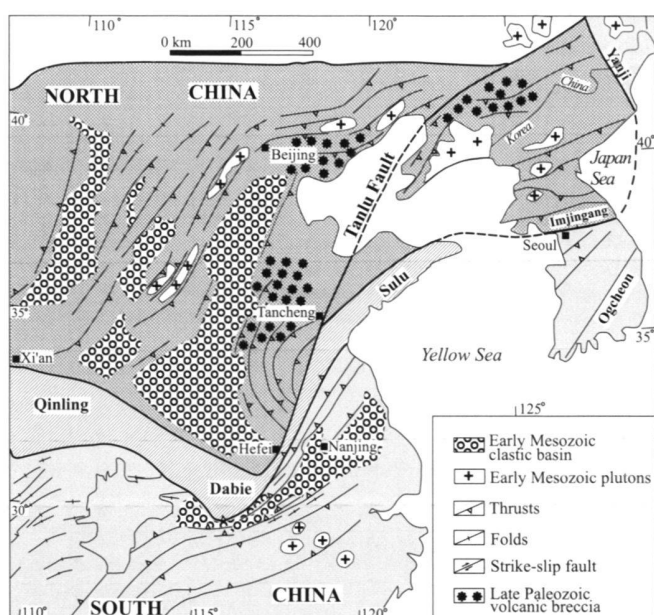 110°
115°
120°
0 km 200 400
NORTH CHINA
Yanji
China
40°
Beijing
Korea
40°
Japan
Sea
Tanlu Fault
Imjingang
Seoul
Sulu
Ogcheon
35°
Tancheng
35°
Xi'an
Yellow Sea
Qinling
125°
Hefei
Nanjing
Dabie
30°
Early Mesozoic
clastic basin
Early Mesozoic plutons
Thrusts
Folds
Strike-slip fault
Late Paleozoic
volcanic breccia
110°
115°
120°
SOUTH CHINA